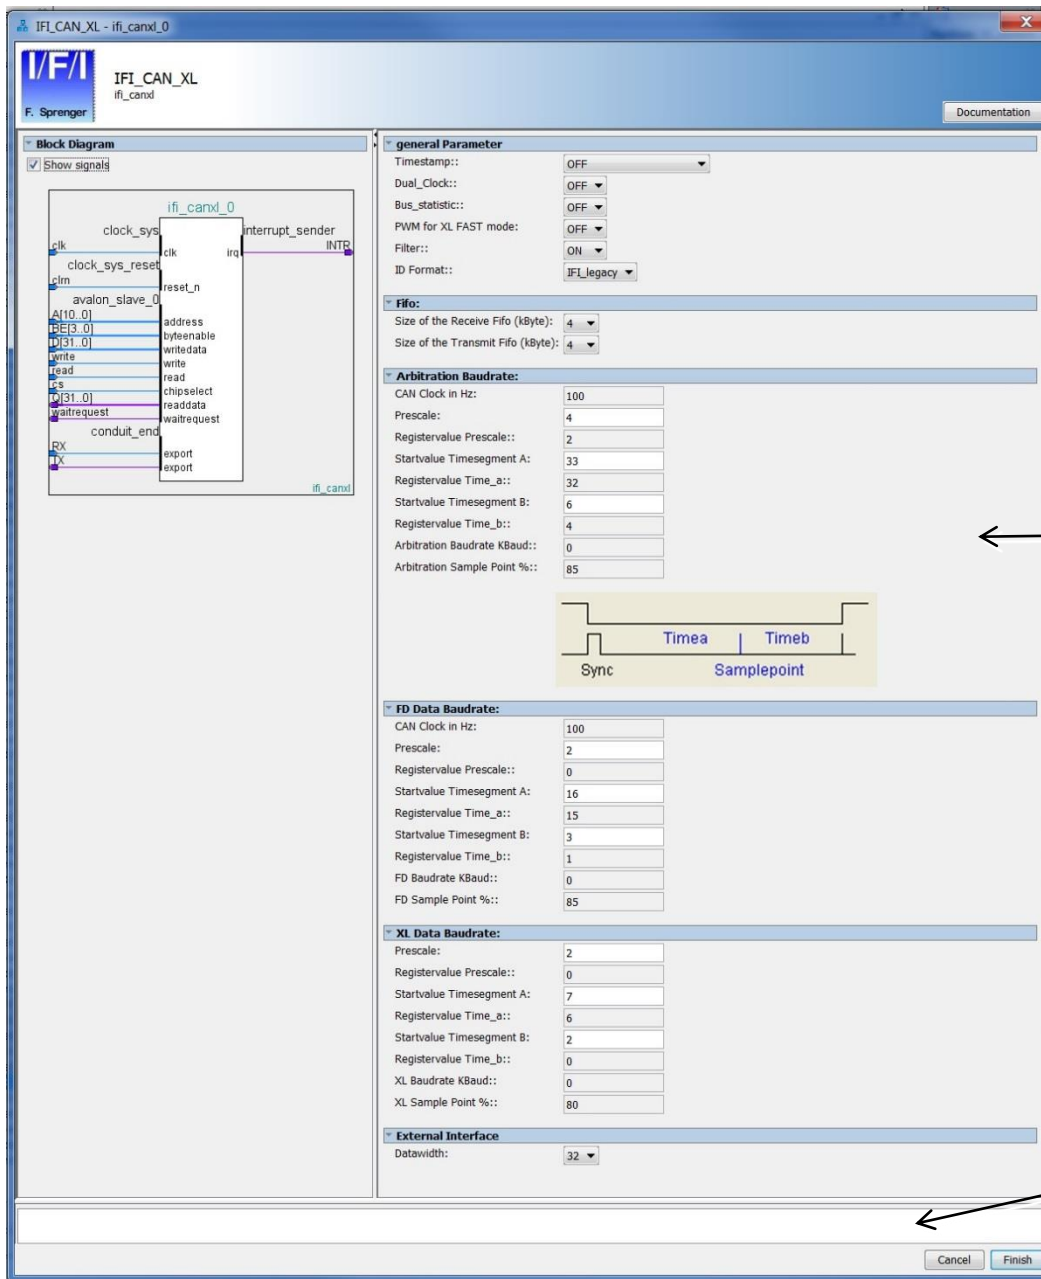 IFI_CAN_XL - ifi_canxl_0
I/F/I
F. Sprenger
IFI_CAN_XL
ifi_canxl
Documentation
Block Diagram
Show signals
ifi_canxl_0
clock_sys
interrupt_sender
clk
clk
irq
INTR
clock_sys_reset
clrn
reset_n
avalon_slave_0
A[10..0]
address
BE[3..0]
byteenable
D[31..0]
writedata
write
write
read
read
cs
chipselect
Q[31..0]
readdata
waitrequest
waitrequest
conduit_end
RX
export
TX
export
ifi_canxl
general Parameter
Timestamp:: OFF
Dual_Clock:: OFF
Bus_statistic:: OFF
PWM for XL FAST mode: OFF
Filter:: ON
ID Format:: IFI_legacy
Fifo:
Size of the Receive Fifo (kByte): 4
Size of the Transmit Fifo (kByte): 4
Arbitration Baudrate:
CAN Clock in Hz: 100
Prescale: 4
Registervalue Prescale:: 2
Startvalue Timesegment A: 33
Registervalue Time_a:: 32
Startvalue Timesegment B: 6
Registervalue Time_b:: 4
Arbitration Baudrate KBaud:: 0
Arbitration Sample Point %:: 85
Timea Timeb
Sync Samplepoint
FD Data Baudrate:
CAN Clock in Hz: 100
Prescale: 2
Registervalue Prescale:: 0
Startvalue Timesegment A: 16
Registervalue Time_a:: 15
Startvalue Timesegment B: 3
Registervalue Time_b:: 1
FD Baudrate KBaud:: 0
FD Sample Point %:: 85
XL Data Baudrate:
Prescale: 2
Registervalue Prescale:: 0
Startvalue Timesegment A: 7
Registervalue Time_a:: 6
Startvalue Timesegment B: 2
Registervalue Time_b:: 0
XL Baudrate KBaud:: 0
XL Sample Point %:: 80
External Interface
Datawidth: 32
Cancel Finish